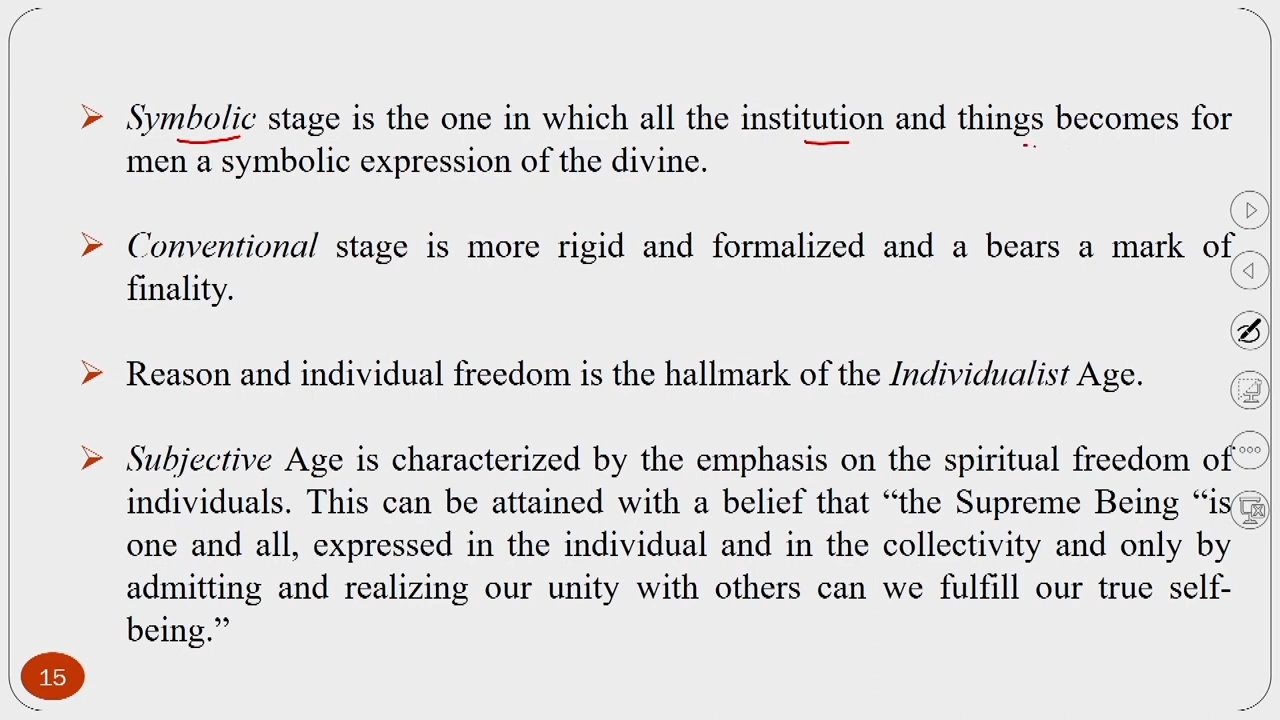 Symbolic stage is the one in which all the institution and things becomes for
men a symbolic expression of the divine.
Conventional stage is more rigid and formalized and a bears a mark of
finality.
Reason and individual freedom is the hallmark of the Individualist Age.
Subjective Age is characterized by the emphasis on the spiritual freedom of
individuals. This can be attained with a belief that “the Supreme Being “is
one and all, expressed in the individual and in the collectivity and only by
admitting and realizing our unity with others can we fulfill our true self-
being.”
15